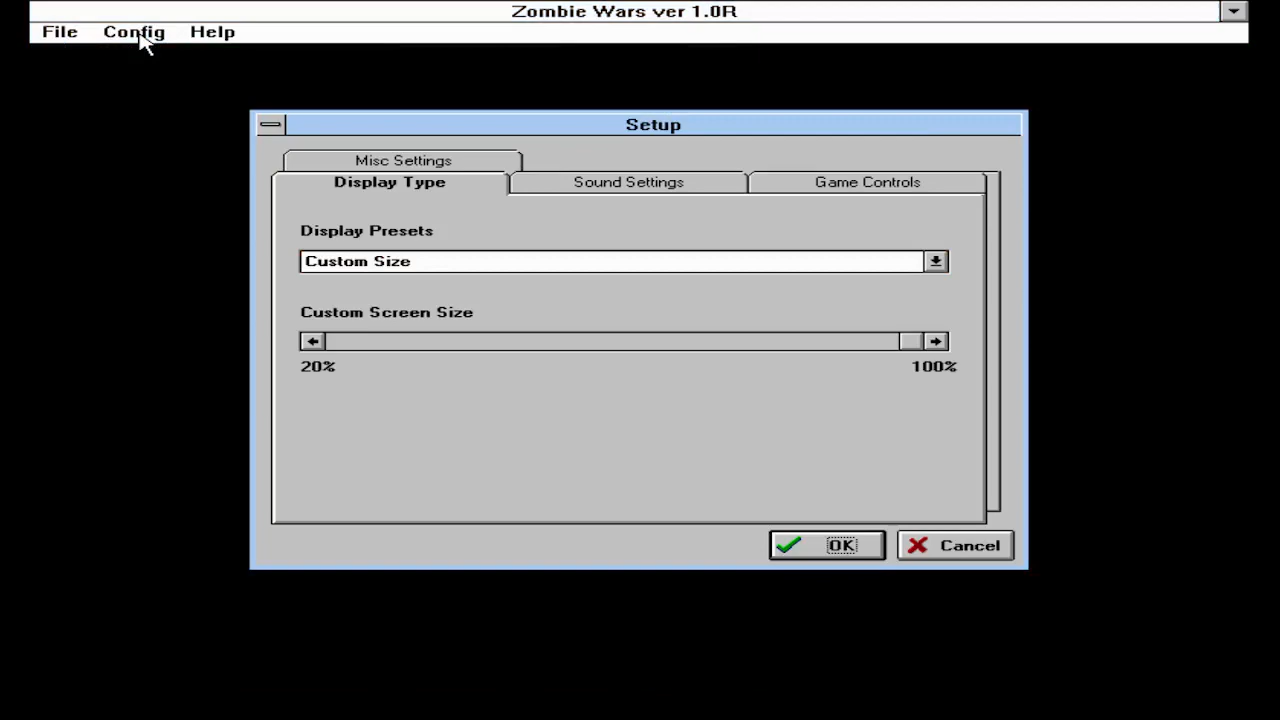 Zombie Wars ver 1.0R
File Config Help
Setup
Misc Settings
Display Type Sound Settings Game Controls
Display Presets
Custom Size
Custom Screen Size
20% 100%
OK Cancel